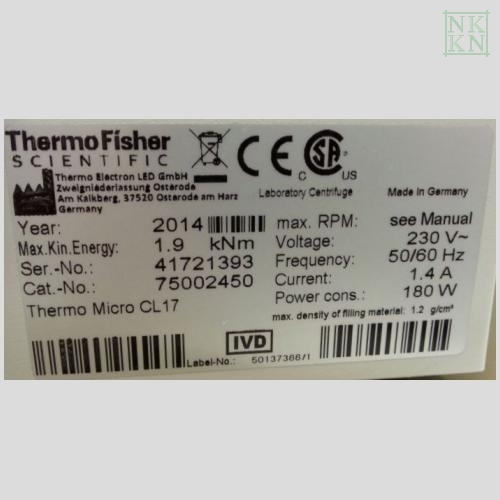 NK
KN
ThermoFisher
SCIENTIFIC
Thermo Electron LED GmbH
Zweigniederlassung Osterode
Am Kalkberg, 37520 Osterode am Harz
Germany
CE
C SA US
Laboratory Centrifuge
Made in Germany
Year: 2014
Max.Kin.Energy: 1.9 kNm
Ser.-No.: 41721393
Cat.-No.: 75002450
Thermo Micro CL17
max. RPM: see Manual
Voltage: 230 V~
Frequency: 50/60 Hz
Current: 1.4 A
Power cons.: 180 W
max. density of filling material: 1.2 g/cm³
IVD
Label-No.: 50137366/1